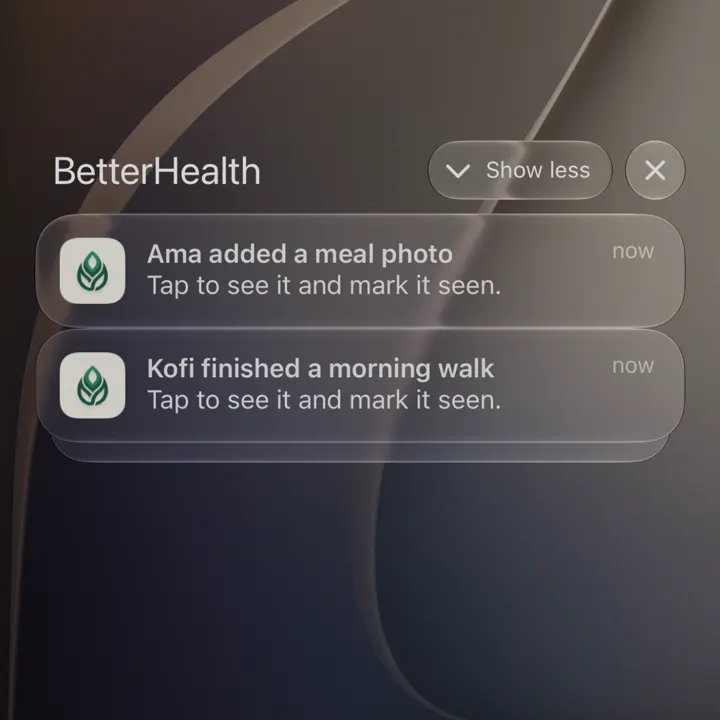 BetterHealth
Show less
Ama added a meal photo
now
Tap to see it and mark it seen.
Kofi finished a morning walk
now
Tap to see it and mark it seen.